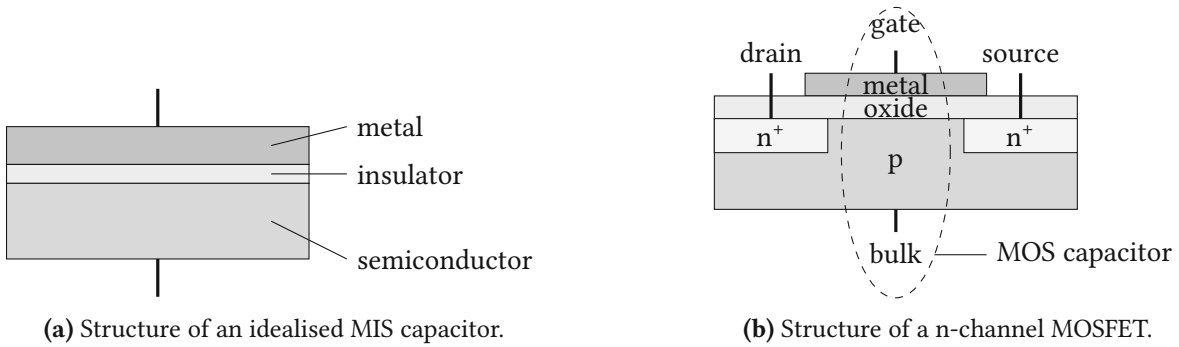 metal
insulator
semiconductor
(a) Structure of an idealised MIS capacitor.
gate
drain
source
metal
oxide
n+
n+
p
bulk
MOS capacitor
(b) Structure of a n-channel MOSFET.